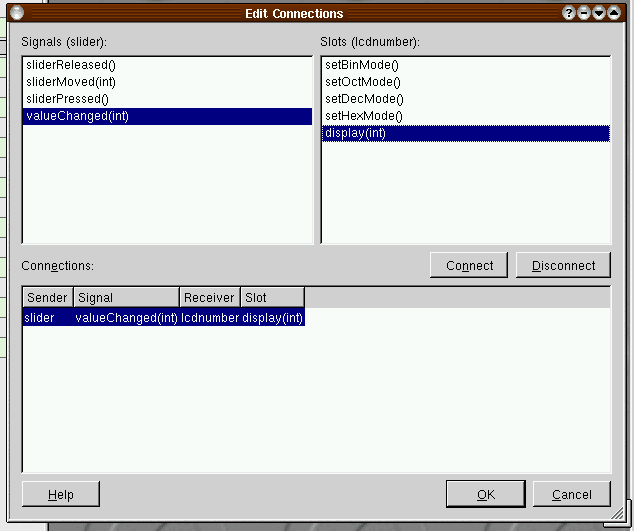 Edit Connections
Signals (slider):
Slots (lcdnumber):
sliderReleased()
sliderMoved(int)
sliderPressed()
valueChanged(int)
setBinMode()
setOctMode()
setDecMode()
setHexMode()
display(int)
Connections:
Connect
Disconnect
Sender Signal Receiver Slot
slider valueChanged(int) lcdnumber display(int)
Help
OK
Cancel